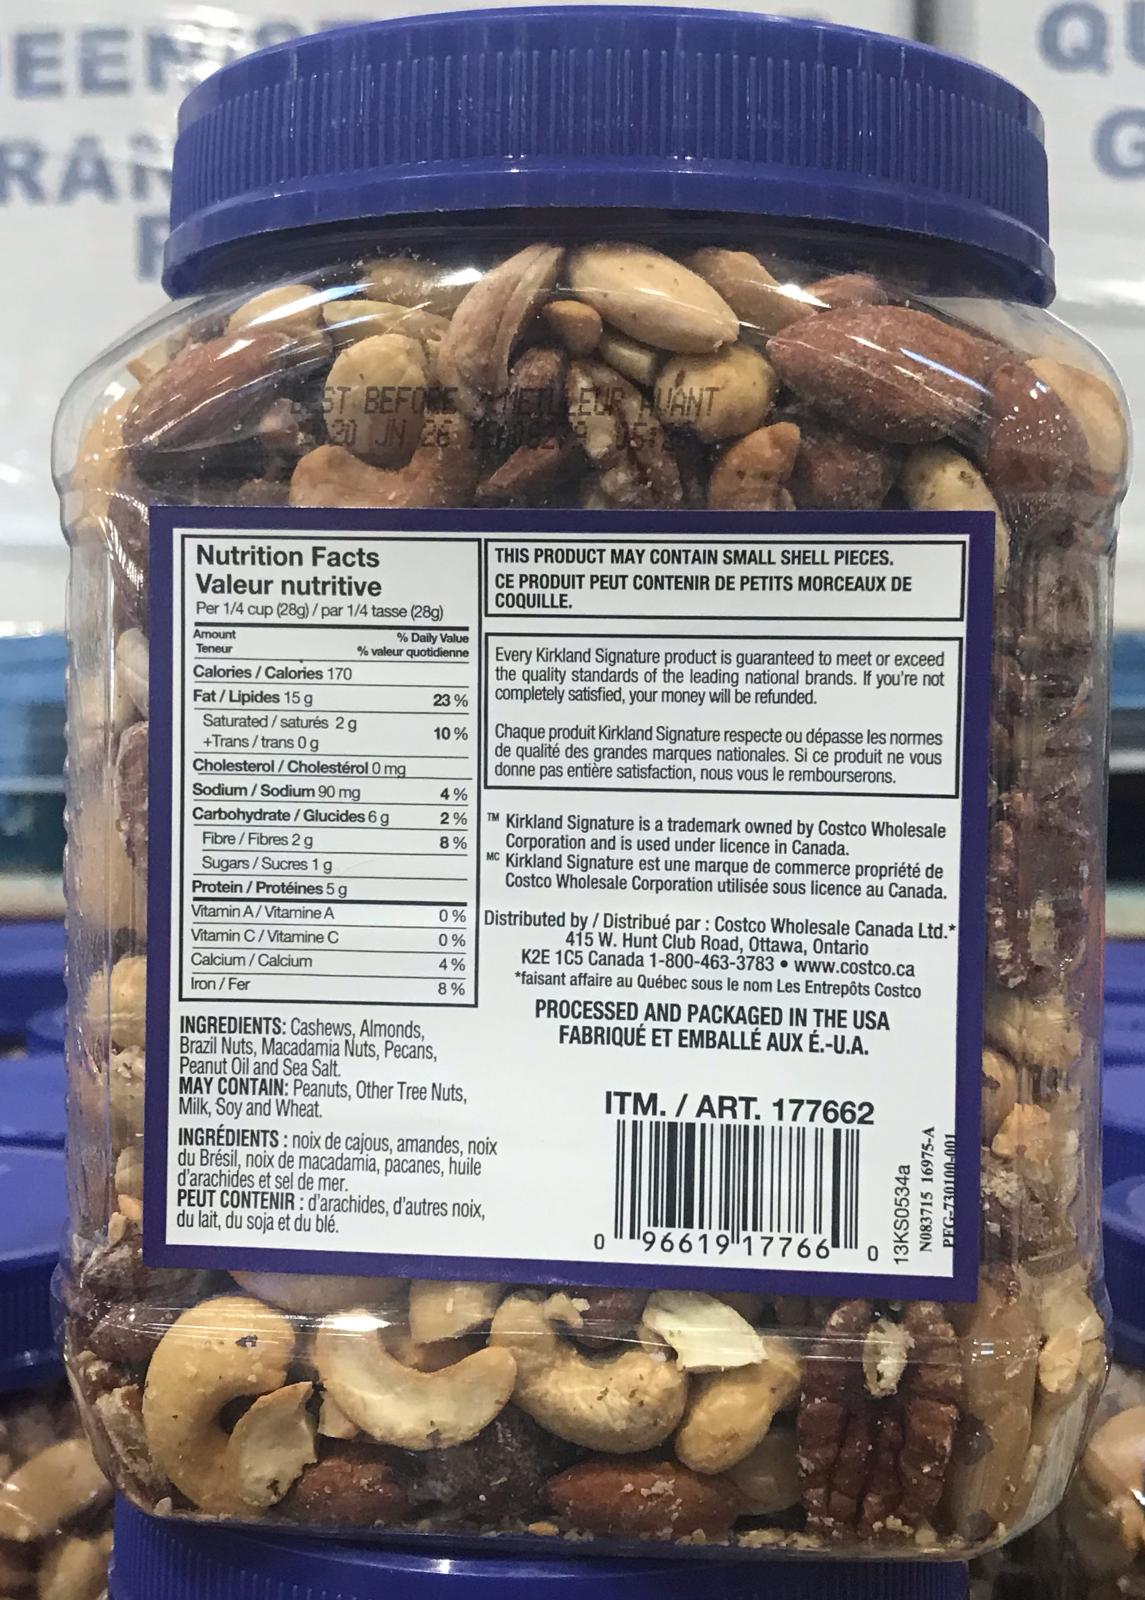 BEST BEFORE / MEILLEUR AVANT
Nutrition Facts
Valeur nutritive
Per 1/4 cup (28g) / par 1/4 tasse (28g)
Amount % Daily Value
Teneur % valeur quotidienne
Calories / Calories 170
Fat / Lipides 15 g 23 %
Saturated / saturés 2 g
+Trans / trans 0 g 10 %
Cholesterol / Cholestérol 0 mg
Sodium / Sodium 90 mg 4 %
Carbohydrate / Glucides 6 g 2 %
Fibre / Fibres 2 g 8 %
Sugars / Sucres 1 g
Protein / Protéines 5 g
Vitamin A / Vitamine A 0 %
Vitamin C / Vitamine C 0 %
Calcium / Calcium 4 %
Iron / Fer 8 %
INGREDIENTS: Cashews, Almonds,
Brazil Nuts, Macadamia Nuts, Pecans,
Peanut Oil and Sea Salt.
MAY CONTAIN: Peanuts, Other Tree Nuts,
Milk, Soy and Wheat.
INGRÉDIENTS : noix de cajous, amandes, noix
du Brésil, noix de macadamia, pacanes, huile
d'arachides et sel de mer.
PEUT CONTENIR : d'arachides, d'autres noix,
du lait, du soja et du blé.
THIS PRODUCT MAY CONTAIN SMALL SHELL PIECES.
CE PRODUIT PEUT CONTENIR DE PETITS MORCEAUX DE
COQUILLE.
Every Kirkland Signature product is guaranteed to meet or exceed
the quality standards of the leading national brands. If you're not
completely satisfied, your money will be refunded.
Chaque produit Kirkland Signature respecte ou dépasse les normes
de qualité des grandes marques nationales. Si ce produit ne vous
donne pas entière satisfaction, nous vous le rembourserons.
TM Kirkland Signature is a trademark owned by Costco Wholesale
Corporation and is used under licence in Canada.
MC Kirkland Signature est une marque de commerce propriété de
Costco Wholesale Corporation utilisée sous licence au Canada.
Distributed by / Distribué par : Costco Wholesale Canada Ltd.*
415 W. Hunt Club Road, Ottawa, Ontario
K2E 1C5 Canada 1-800-463-3783 • www.costco.ca
*faisant affaire au Québec sous le nom Les Entrepôts Costco
PROCESSED AND PACKAGED IN THE USA
FABRIQUÉ ET EMBALLÉ AUX É.-U.A.
ITM. / ART. 177662
0 96619 17766 0
13KS0534a
N083715 16975-A
PFG-730100-001